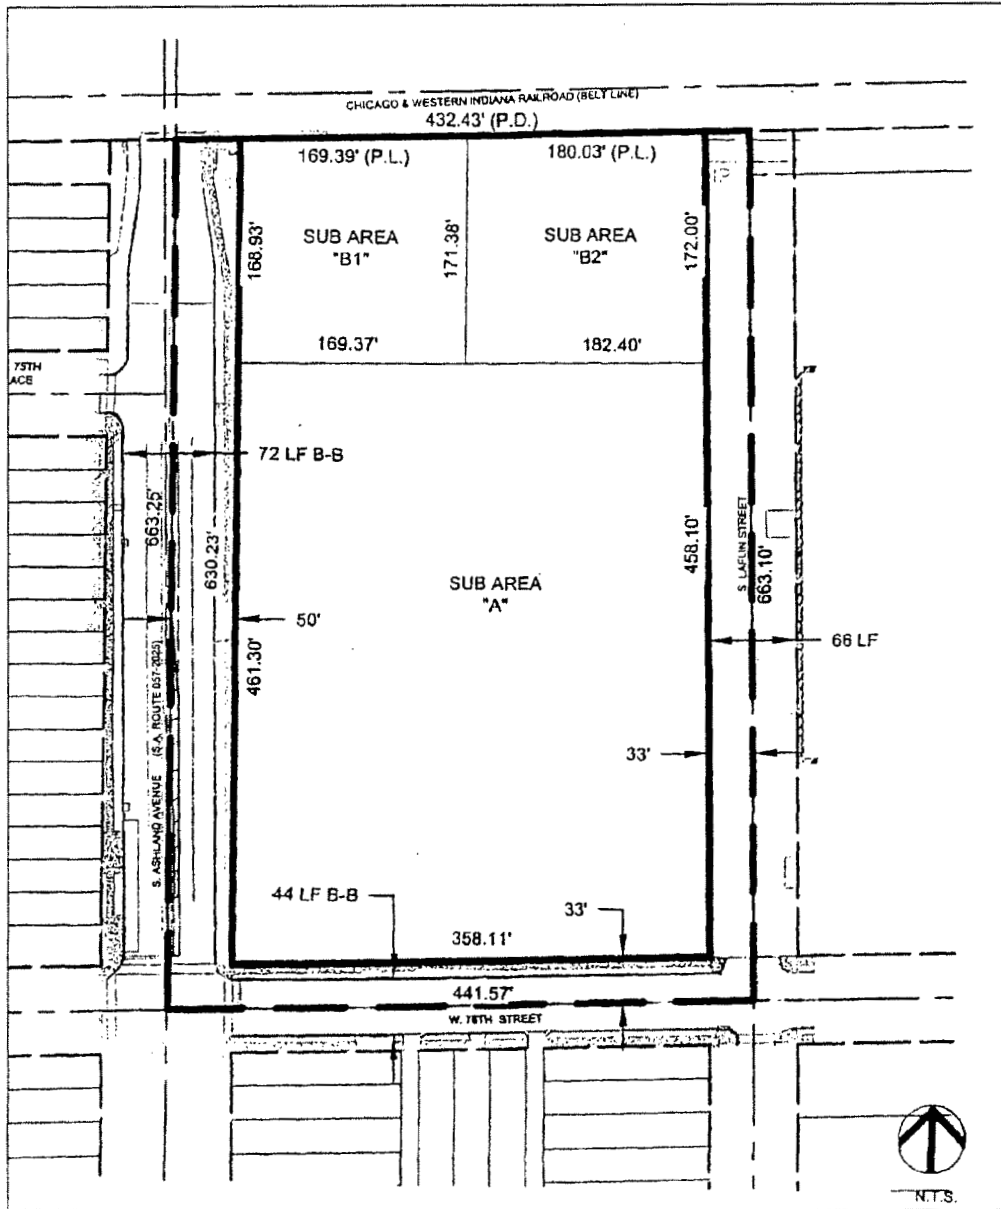 CHICAGO & WESTERN INDIANA RAILROAD (BELT LINE)
432.43' (P.D.)
169.39' (P.L.)
180.03' (P.L.)
168.93'
SUB AREA
"B1"
171.38'
SUB AREA
"B2"
172.00'
169.37'
182.40'
75TH
ACE
72 LF B-B
663.25'
630.23'
SUB AREA
"A"
458.10'
S. LAFLIN STREET
663.10'
50'
461.30'
66 LF
S. ASHLAND AVENUE (S.A. ROUTE 057-2025)
33'
44 LF B-B
33'
358.11'
441.57'
W. 76TH STREET
N.T.S.